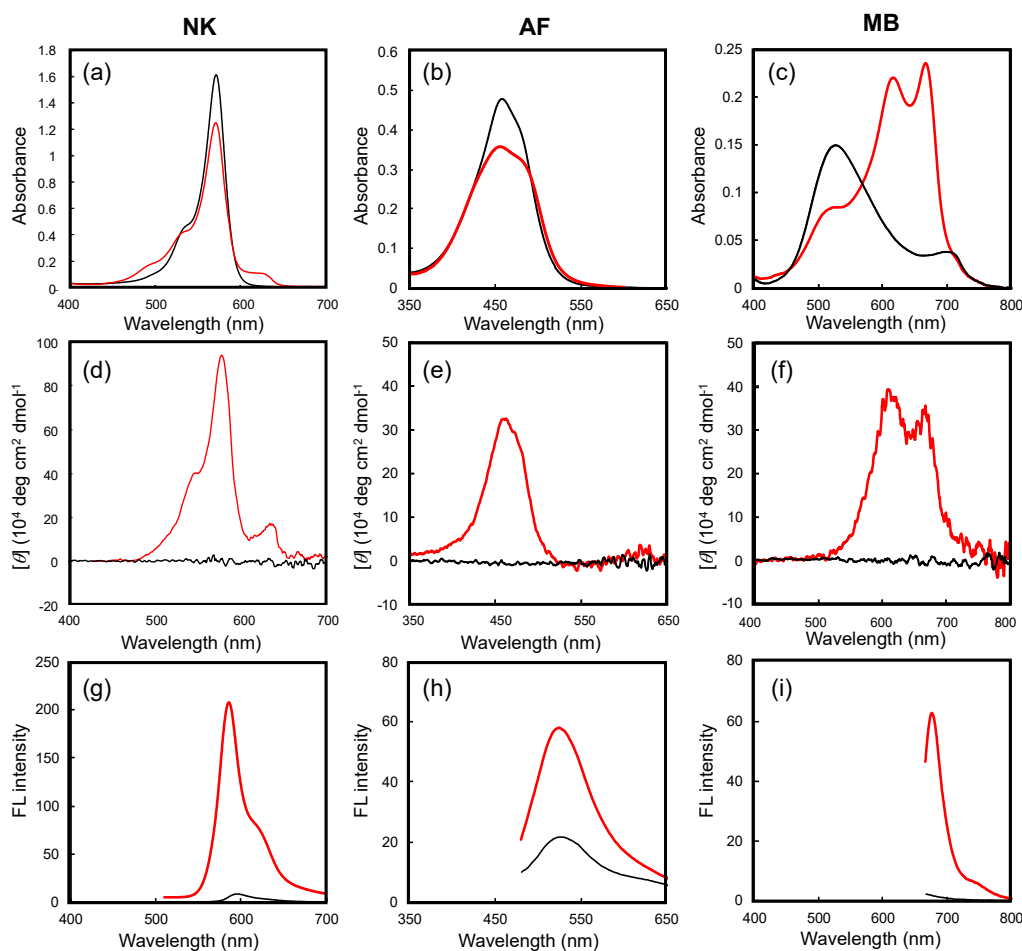 NK AF MB
(a) (b) (c)
Absorbance Absorbance Absorbance
1.8 1.6 1.4 1.2 1 0.8 0.6 0.4 0.2 0
0.6 0.5 0.4 0.3 0.2 0.1 0
0.25 0.20 0.15 0.10 0.05 0
400 500 600 700
350 450 550 650
400 500 600 700 800
Wavelength (nm) Wavelength (nm) Wavelength (nm)
(d) (e) (f)
[θ] (10⁴ deg cm² dmol⁻¹) [θ] (10⁴ deg cm² dmol⁻¹) [θ] (10⁴ deg cm² dmol⁻¹)
100 80 60 40 20 0 -20
50 40 30 20 10 0 -10
50 40 30 20 10 0 -10
400 500 600 700
350 450 550 650
400 500 600 700 800
Wavelength (nm) Wavelength (nm) Wavelength (nm)
(g) (h) (i)
FL intensity FL intensity FL intensity
250 200 150 100 50 0
80 60 40 20 0
80 60 40 20 0
400 500 600 700
350 450 550 650
400 500 600 700 800
Wavelength (nm) Wavelength (nm) Wavelength (nm)